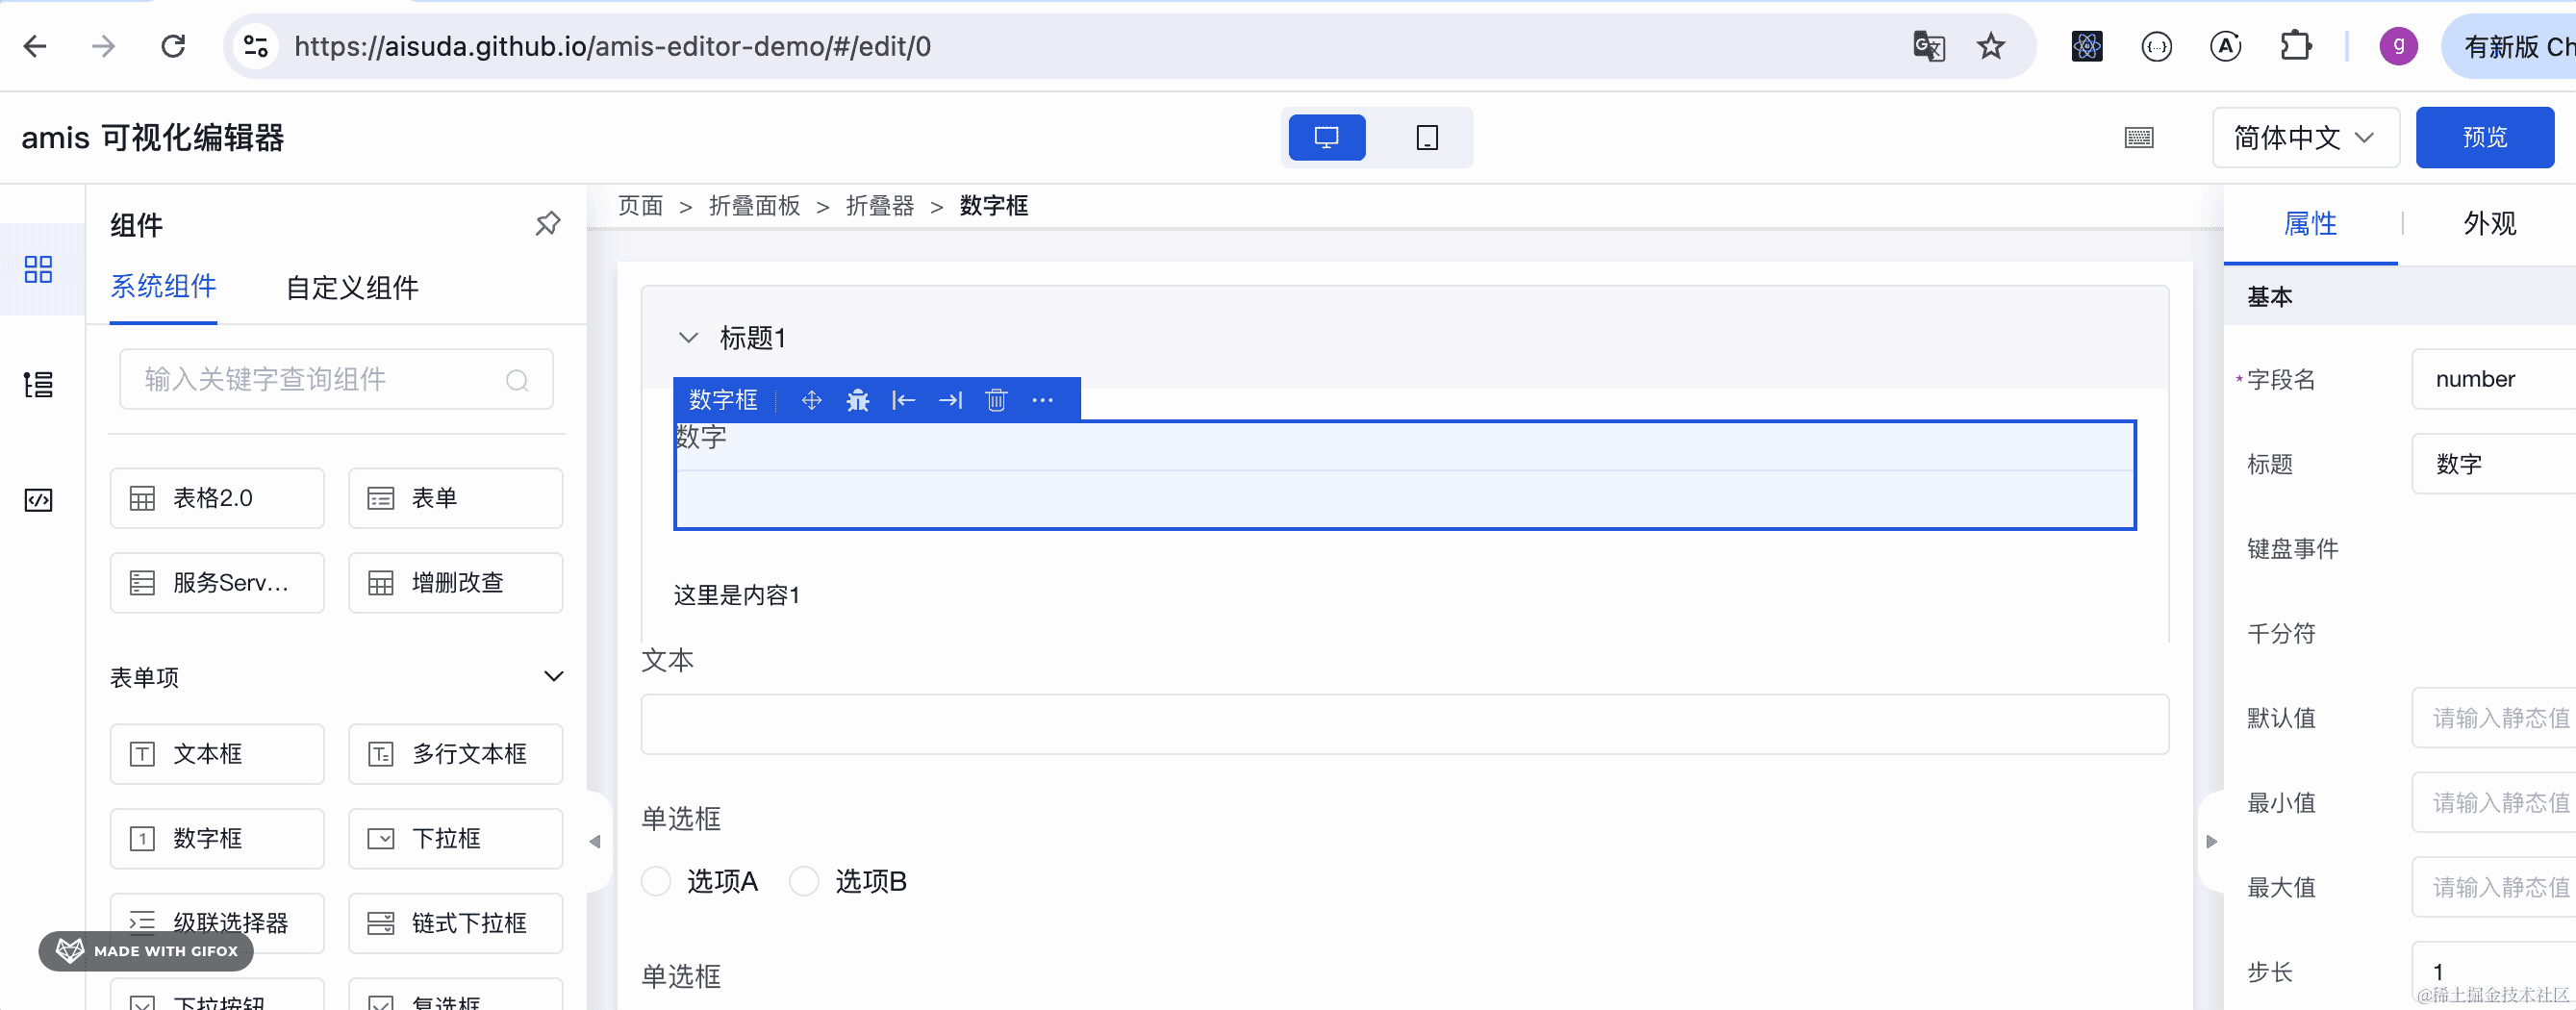 https://aisuda.github.io/amis-editor-demo/#/edit/0
g
有新版 Ch
amis 可视化编辑器
简体中文
预览
组件
系统组件
自定义组件
输入关键字查询组件
表格2.0
表单
服务Serv...
增删改查
表单项
文本框
多行文本框
数字框
下拉框
级联选择器
链式下拉框
下拉按钮
复选框
MADE WITH GIFOX
页面 > 折叠面板 > 折叠器 > 数字框
标题1
数字框
数字
这里是内容1
文本
单选框
选项A
选项B
单选框
属性
外观
基本
*字段名
number
标题
数字
键盘事件
千分符
默认值
请输入静态值
最小值
请输入静态值
最大值
请输入静态值
步长
1
@稀土掘金技术社区